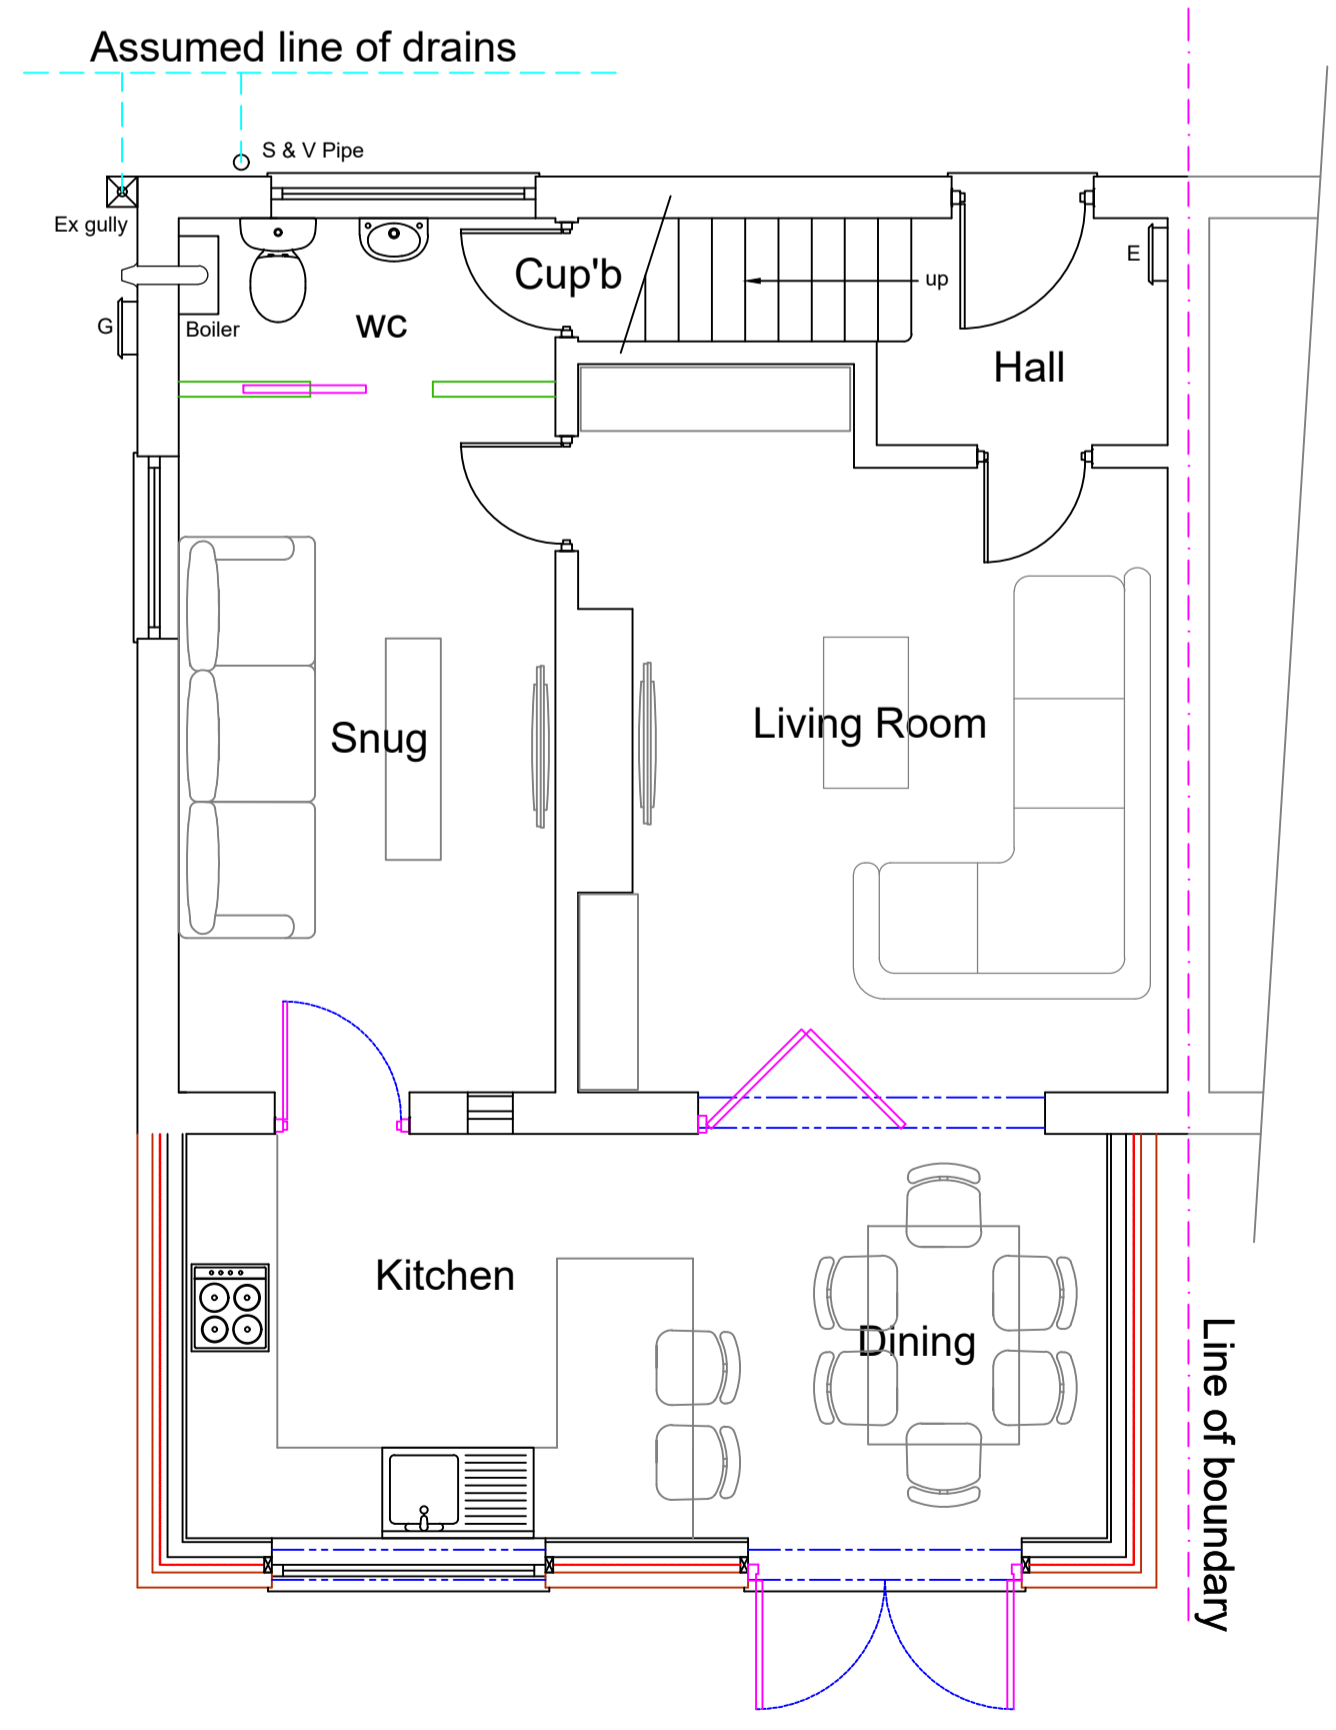 Assumed line of drains
S & V Pipe
Ex gully
Cup'b
up
E
G
Boiler
wc
Hall
Snug
Living Room
Kitchen
Dining
Line of boundary